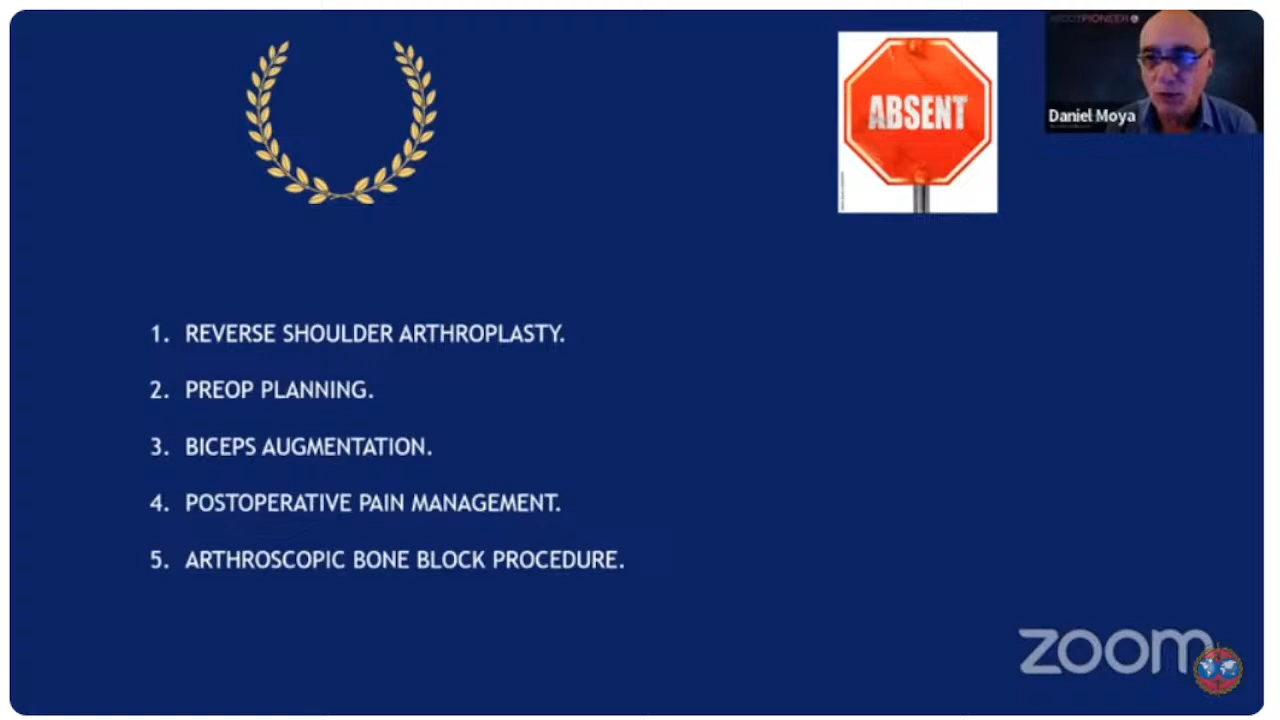 ABSENT
Daniel Moya
1. REVERSE SHOULDER ARTHROPLASTY.
2. PREOP PLANNING.
3. BICEPS AUGMENTATION.
4. POSTOPERATIVE PAIN MANAGEMENT.
5. ARTHROSCOPIC BONE BLOCK PROCEDURE.
zoom